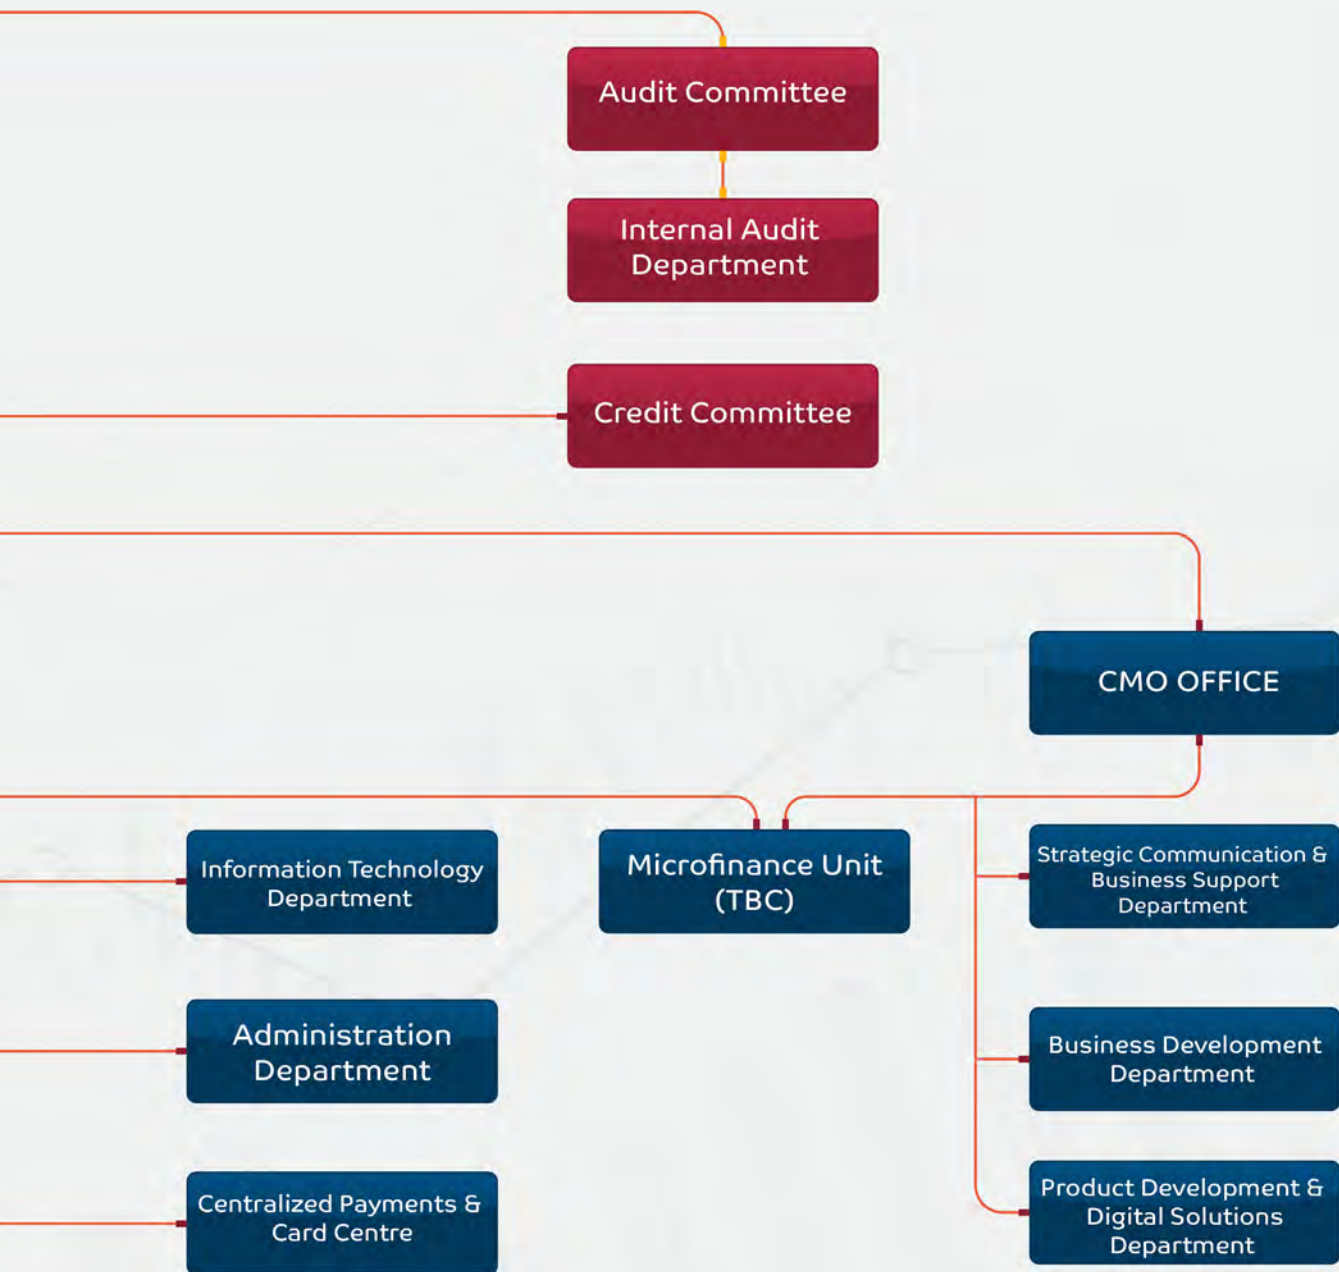 Audit Committee
Internal Audit
Department
Credit Committee
CMO OFFICE
Information Technology
Department
Microfinance Unit
(TBC)
Strategic Communication &
Business Support
Department
Administration
Department
Business Development
Department
Centralized Payments &
Card Centre
Product Development &
Digital Solutions
Department